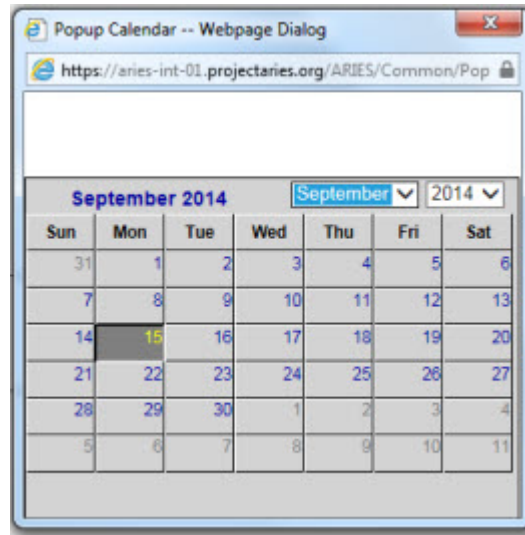 Popup Calendar -- Webpage Dialog
https://aries-int-01.projectaries.org/ARIES/Common/Pop
September 2014 September 2014
Sun Mon Tue Wed Thu Fri Sat
31 1 2 3 4 5 6
7 8 9 10 11 12 13
14 15 16 17 18 19 20
21 22 23 24 25 26 27
28 29 30 1 2 3 4
5 6 7 8 9 10 11